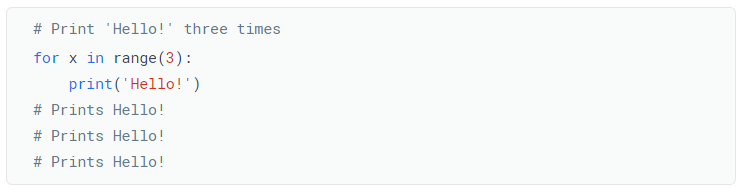 # Print 'Hello!' three times
for x in range(3):
    print('Hello!')
# Prints Hello!
# Prints Hello!
# Prints Hello!